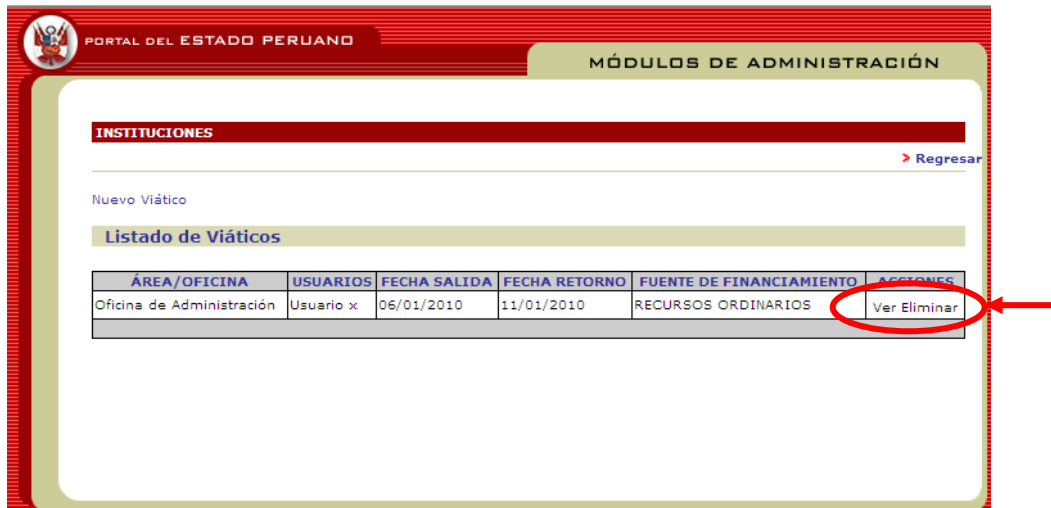 PORTAL DEL ESTADO PERUANO
MÓDULOS DE ADMINISTRACIÓN
INSTITUCIONES
> Regresar
Nuevo Viático
Listado de Viáticos
ÁREA/OFICINA USUARIOS FECHA SALIDA FECHA RETORNO FUENTE DE FINANCIAMIENTO ACCIONES
Oficina de Administración Usuario x 06/01/2010 11/01/2010 RECURSOS ORDINARIOS Ver Eliminar